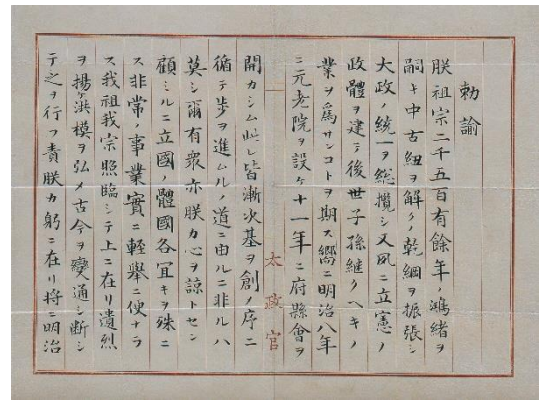 勅諭
朕祖宗二千五百有餘年ノ鴻緒ヲ
嗣キ中古紐ヲ解クノ乾綱ヲ振張シ
大政ノ統一ヲ総攬シ又夙ニ立憲ノ
政體ヲ建テ後世子孫継クヘキノ
業ヲ為サンコトヲ期ス嚮ニ明治八年
ニ元老院ヲ設ケ十一年ニ府縣會ヲ
開カシム此レ皆漸次基ヲ創メ序ニ
循テ歩ヲ進ムルノ道ニ由ルニ非ルハ
莫シ爾有衆亦朕カ心ヲ諒トセン
顧ミルニ立國ノ體國各宜キヲ殊ニ
ス非常ノ事業實ニ輕擧ニ便ナラ
ス我祖我宗照臨シテ上ニ在リ遺烈
ヲ揚ケ洪模ヲ弘メ古今ヲ變通シ断シ
テ之ヲ行フ責朕カ躬ニ在リ将ニ明治
太政官